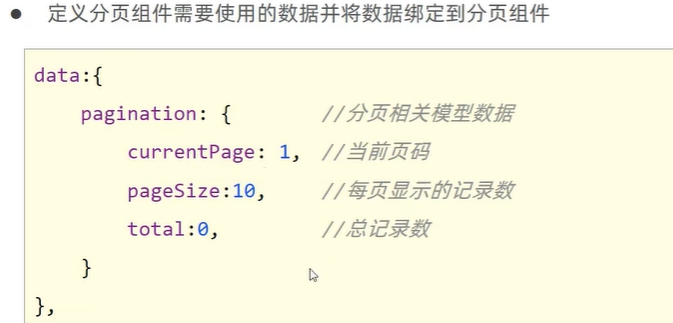 ● 定义分页组件需要使用的数据并将数据绑定到分页组件
data:{
    pagination: {        //分页相关模型数据
        currentPage: 1,  //当前页码
        pageSize:10,     //每页显示的记录数
        total:0,         //总记录数
    }
},